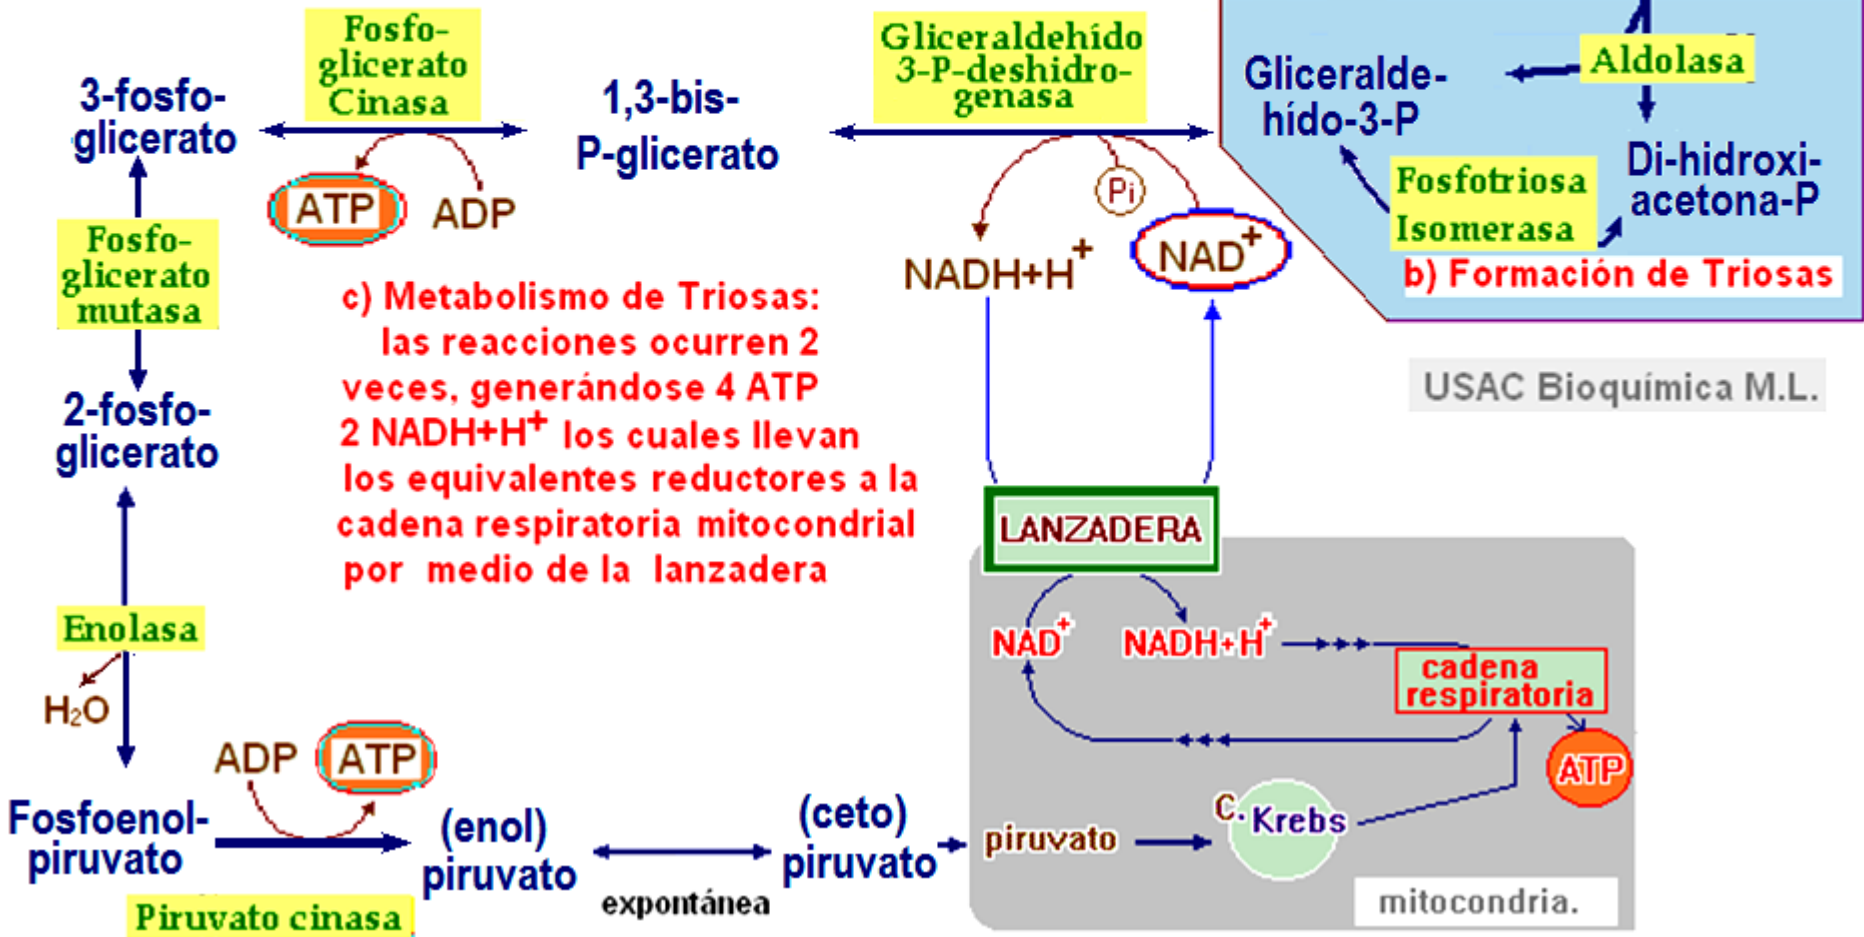 Fosfo-
glicerato
Cinasa
3-fosfo-
glicerato
1,3-bis-
P-glicerato
Gliceraldehído
3-P-deshidro-
genasa
Gliceralde-
hído-3-P
Aldolasa
Di-hidroxi-
acetona-P
Fosfotriosa
Isomerasa
b) Formación de Triosas
ATP
ADP
Pi
NADH+H+
NAD+
Fosfo-
glicerato
mutasa
c) Metabolismo de Triosas:
las reacciones ocurren 2
veces, generándose 4 ATP
2 NADH+H+ los cuales llevan
los equivalentes reductores a la
cadena respiratoria mitocondrial
por medio de la lanzadera
USAC Bioquímica M.L.
2-fosfo-
glicerato
LANZADERA
Enolasa
H2O
NAD+
NADH+H+
cadena
respiratoria
ATP
ADP
ATP
Fosfoenol-
piruvato
Piruvato cinasa
(enol)
piruvato
expontánea
(ceto)
piruvato
piruvato
C. Krebs
mitocondria.